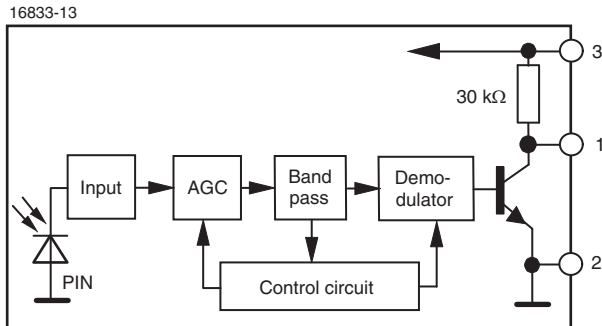 16833-13
3
30 kΩ
1
Input
AGC
Band
pass
Demo-
dulator
PIN
Control circuit
2